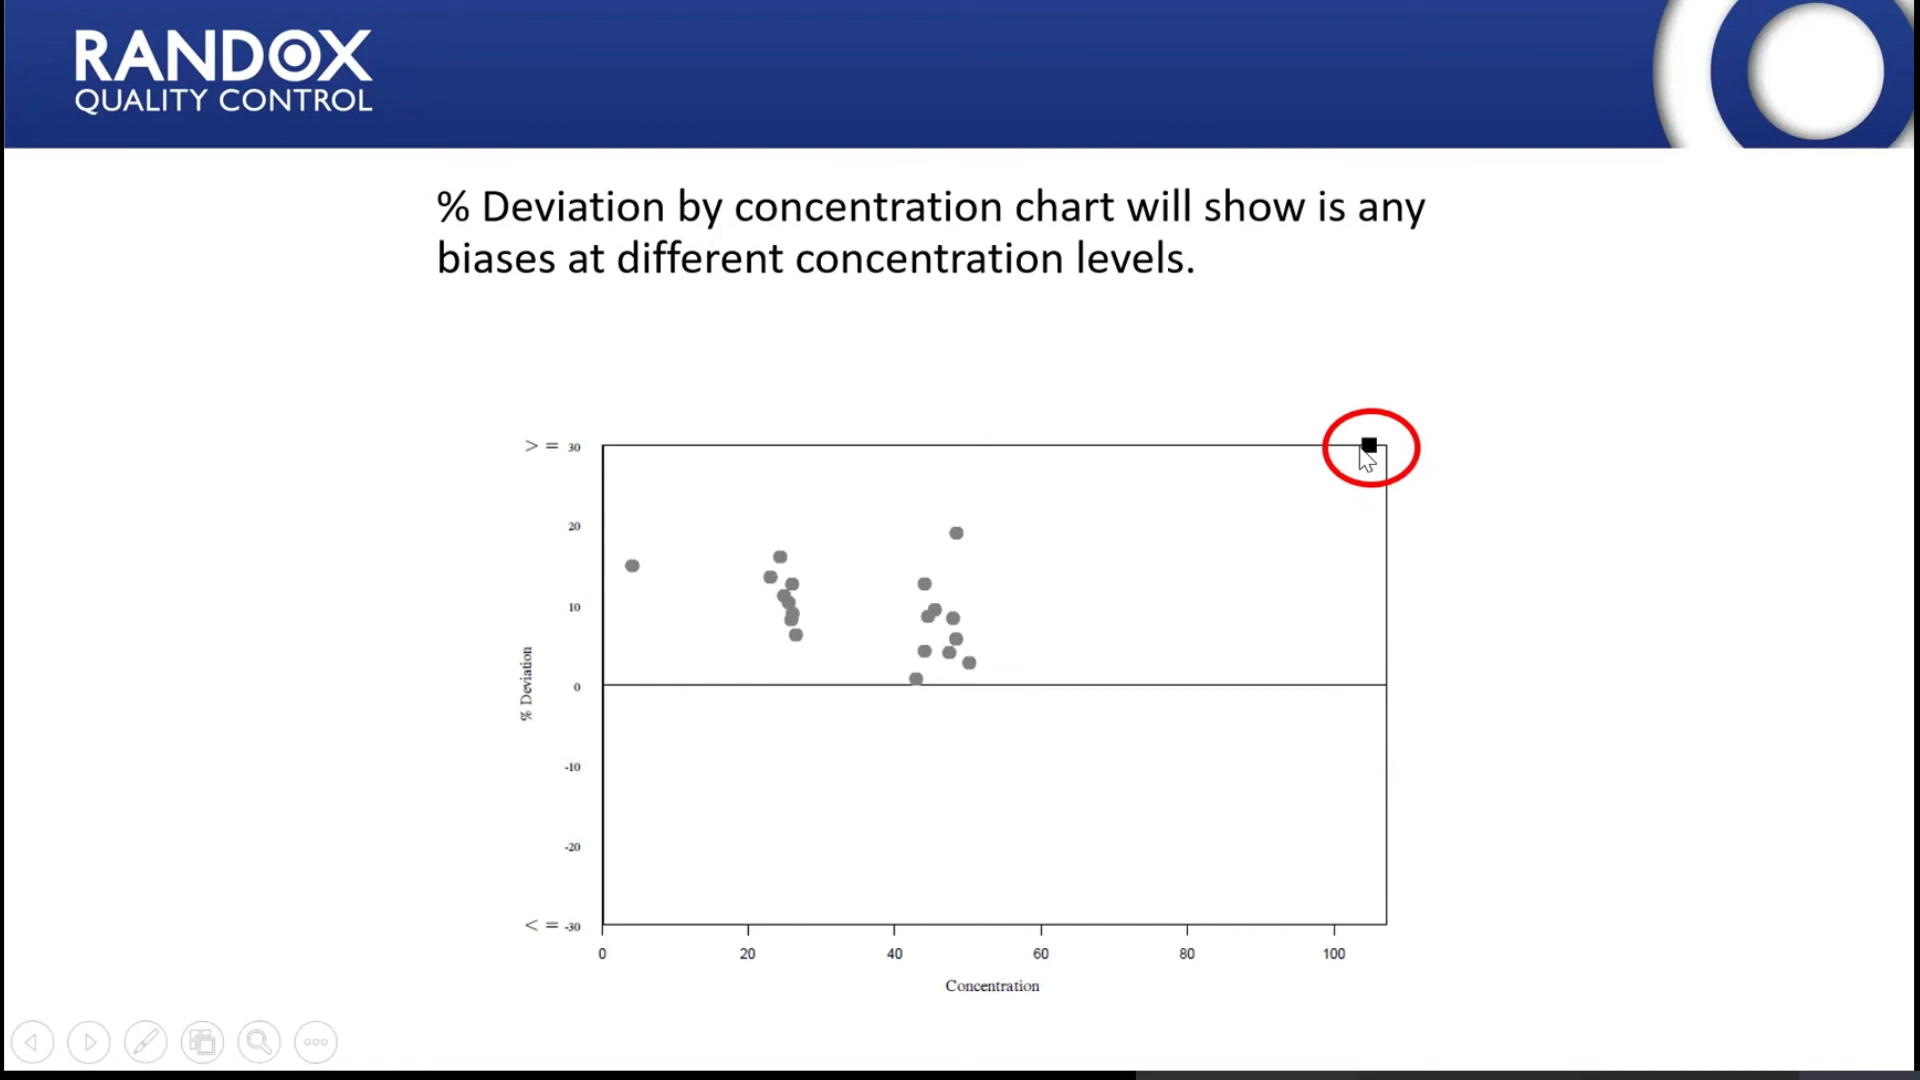 RANDOX
QUALITY CONTROL
% Deviation by concentration chart will show is any
biases at different concentration levels.
> = 30
20
10
0
-10
-20
< = -30
% Deviation
0 20 40 60 80 100
Concentration